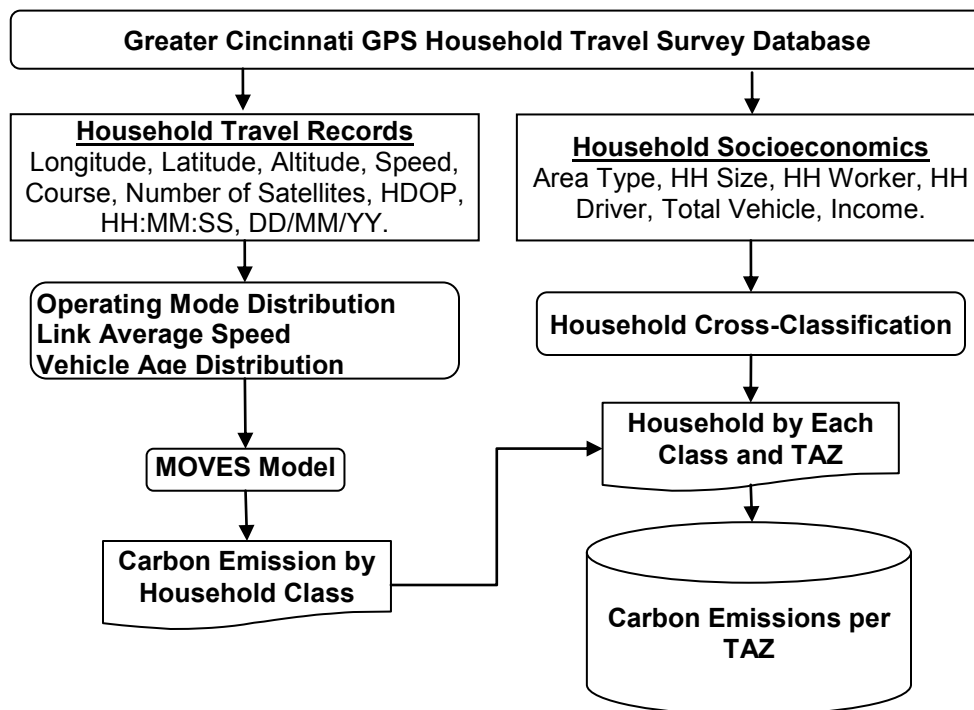 Greater Cincinnati GPS Household Travel Survey Database
Household Travel Records
Longitude, Latitude, Altitude, Speed,
Course, Number of Satellites, HDOP,
HH:MM:SS, DD/MM/YY.
Household Socioeconomics
Area Type, HH Size, HH Worker, HH
Driver, Total Vehicle, Income.
Operating Mode Distribution
Link Average Speed
Vehicle Age Distribution
Household Cross-Classification
MOVES Model
Household by Each
Class and TAZ
Carbon Emission by
Household Class
Carbon Emissions per
TAZ